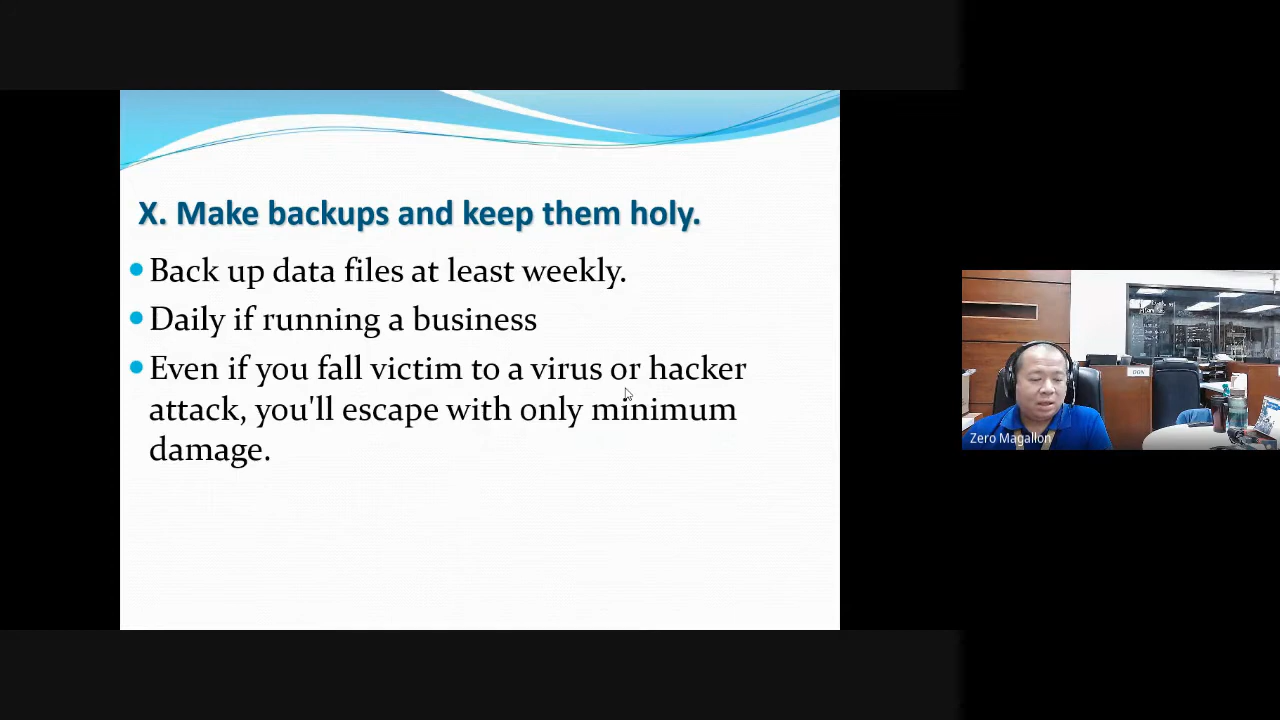 X. Make backups and keep them holy.
Back up data files at least weekly.
Daily if running a business
Even if you fall victim to a virus or hacker
attack, you'll escape with only minimum
damage.
Zero Magallon